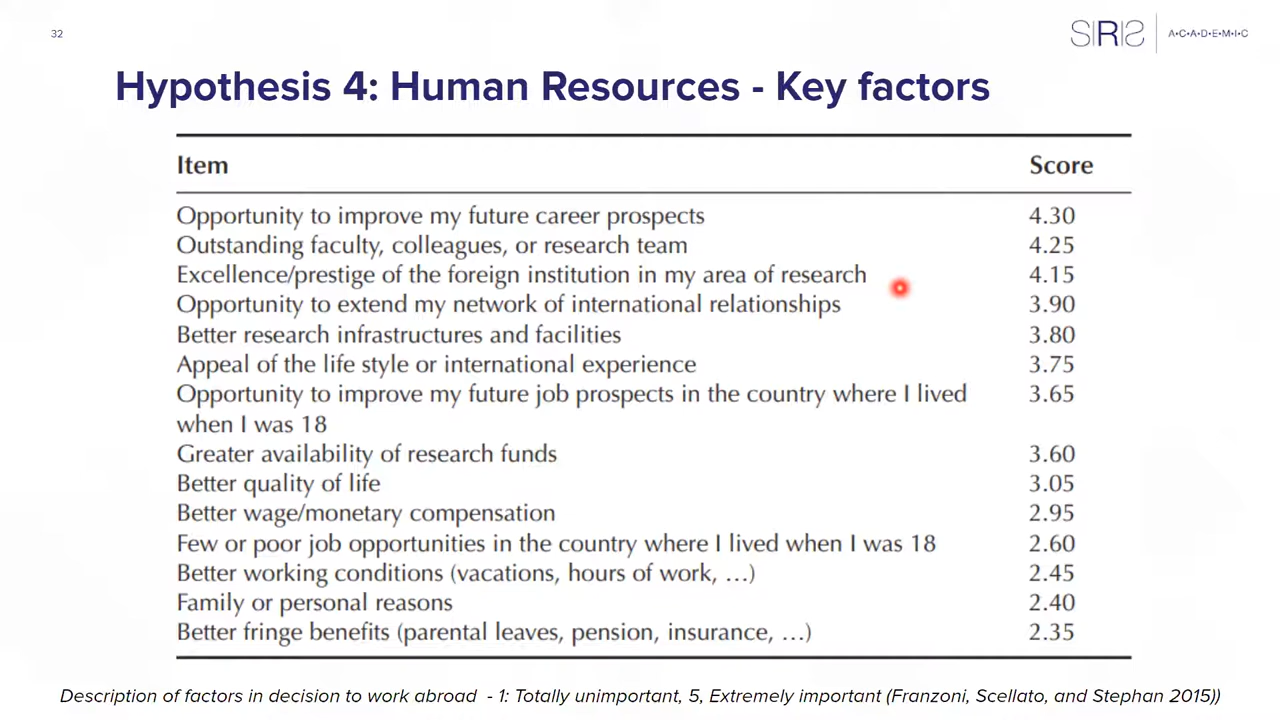 32
SIRIS
A•C•A•D•E•M•I•C
Hypothesis 4: Human Resources - Key factors
Item Score
Opportunity to improve my future career prospects 4.30
Outstanding faculty, colleagues, or research team 4.25
Excellence/prestige of the foreign institution in my area of research 4.15
Opportunity to extend my network of international relationships 3.90
Better research infrastructures and facilities 3.80
Appeal of the life style or international experience 3.75
Opportunity to improve my future job prospects in the country where I lived 3.65
when I was 18
Greater availability of research funds 3.60
Better quality of life 3.05
Better wage/monetary compensation 2.95
Few or poor job opportunities in the country where I lived when I was 18 2.60
Better working conditions (vacations, hours of work, …) 2.45
Family or personal reasons 2.40
Better fringe benefits (parental leaves, pension, insurance, …) 2.35
Description of factors in decision to work abroad - 1: Totally unimportant, 5, Extremely important (Franzoni, Scellato, and Stephan 2015))